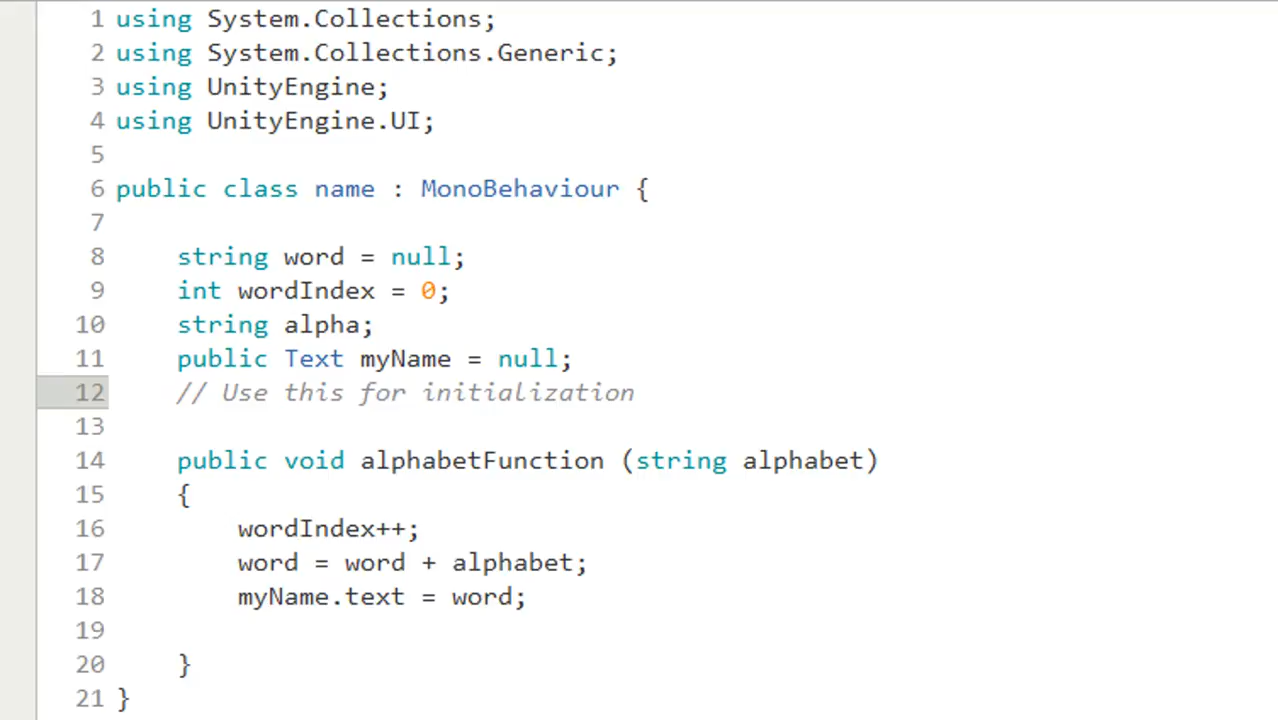 1 using System.Collections;
2 using System.Collections.Generic;
3 using UnityEngine;
4 using UnityEngine.UI;
5
6 public class name : MonoBehaviour {
7
8     string word = null;
9     int wordIndex = 0;
10     string alpha;
11     public Text myName = null;
12     // Use this for initialization
13
14     public void alphabetFunction (string alphabet)
15     {
16         wordIndex++;
17         word = word + alphabet;
18         myName.text = word;
19
20     }
21 }